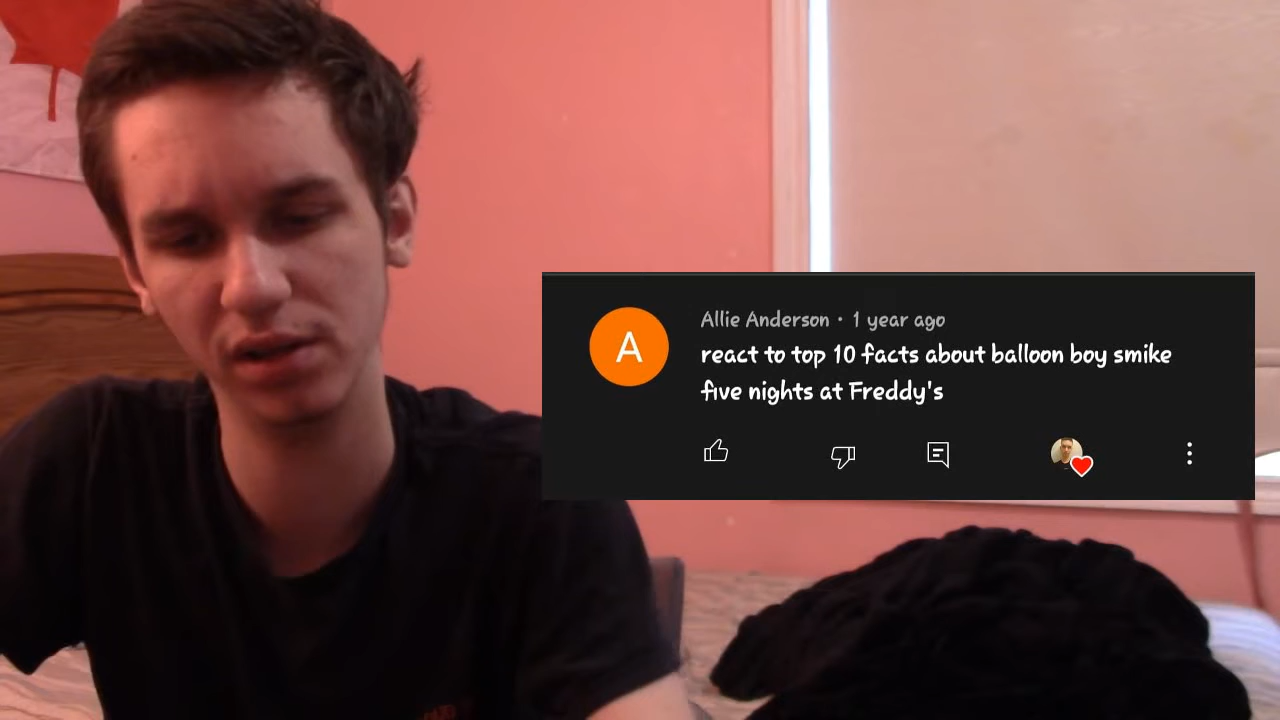 A
Allie Anderson • 1 year ago
react to top 10 facts about balloon boy smike
five nights at Freddy's